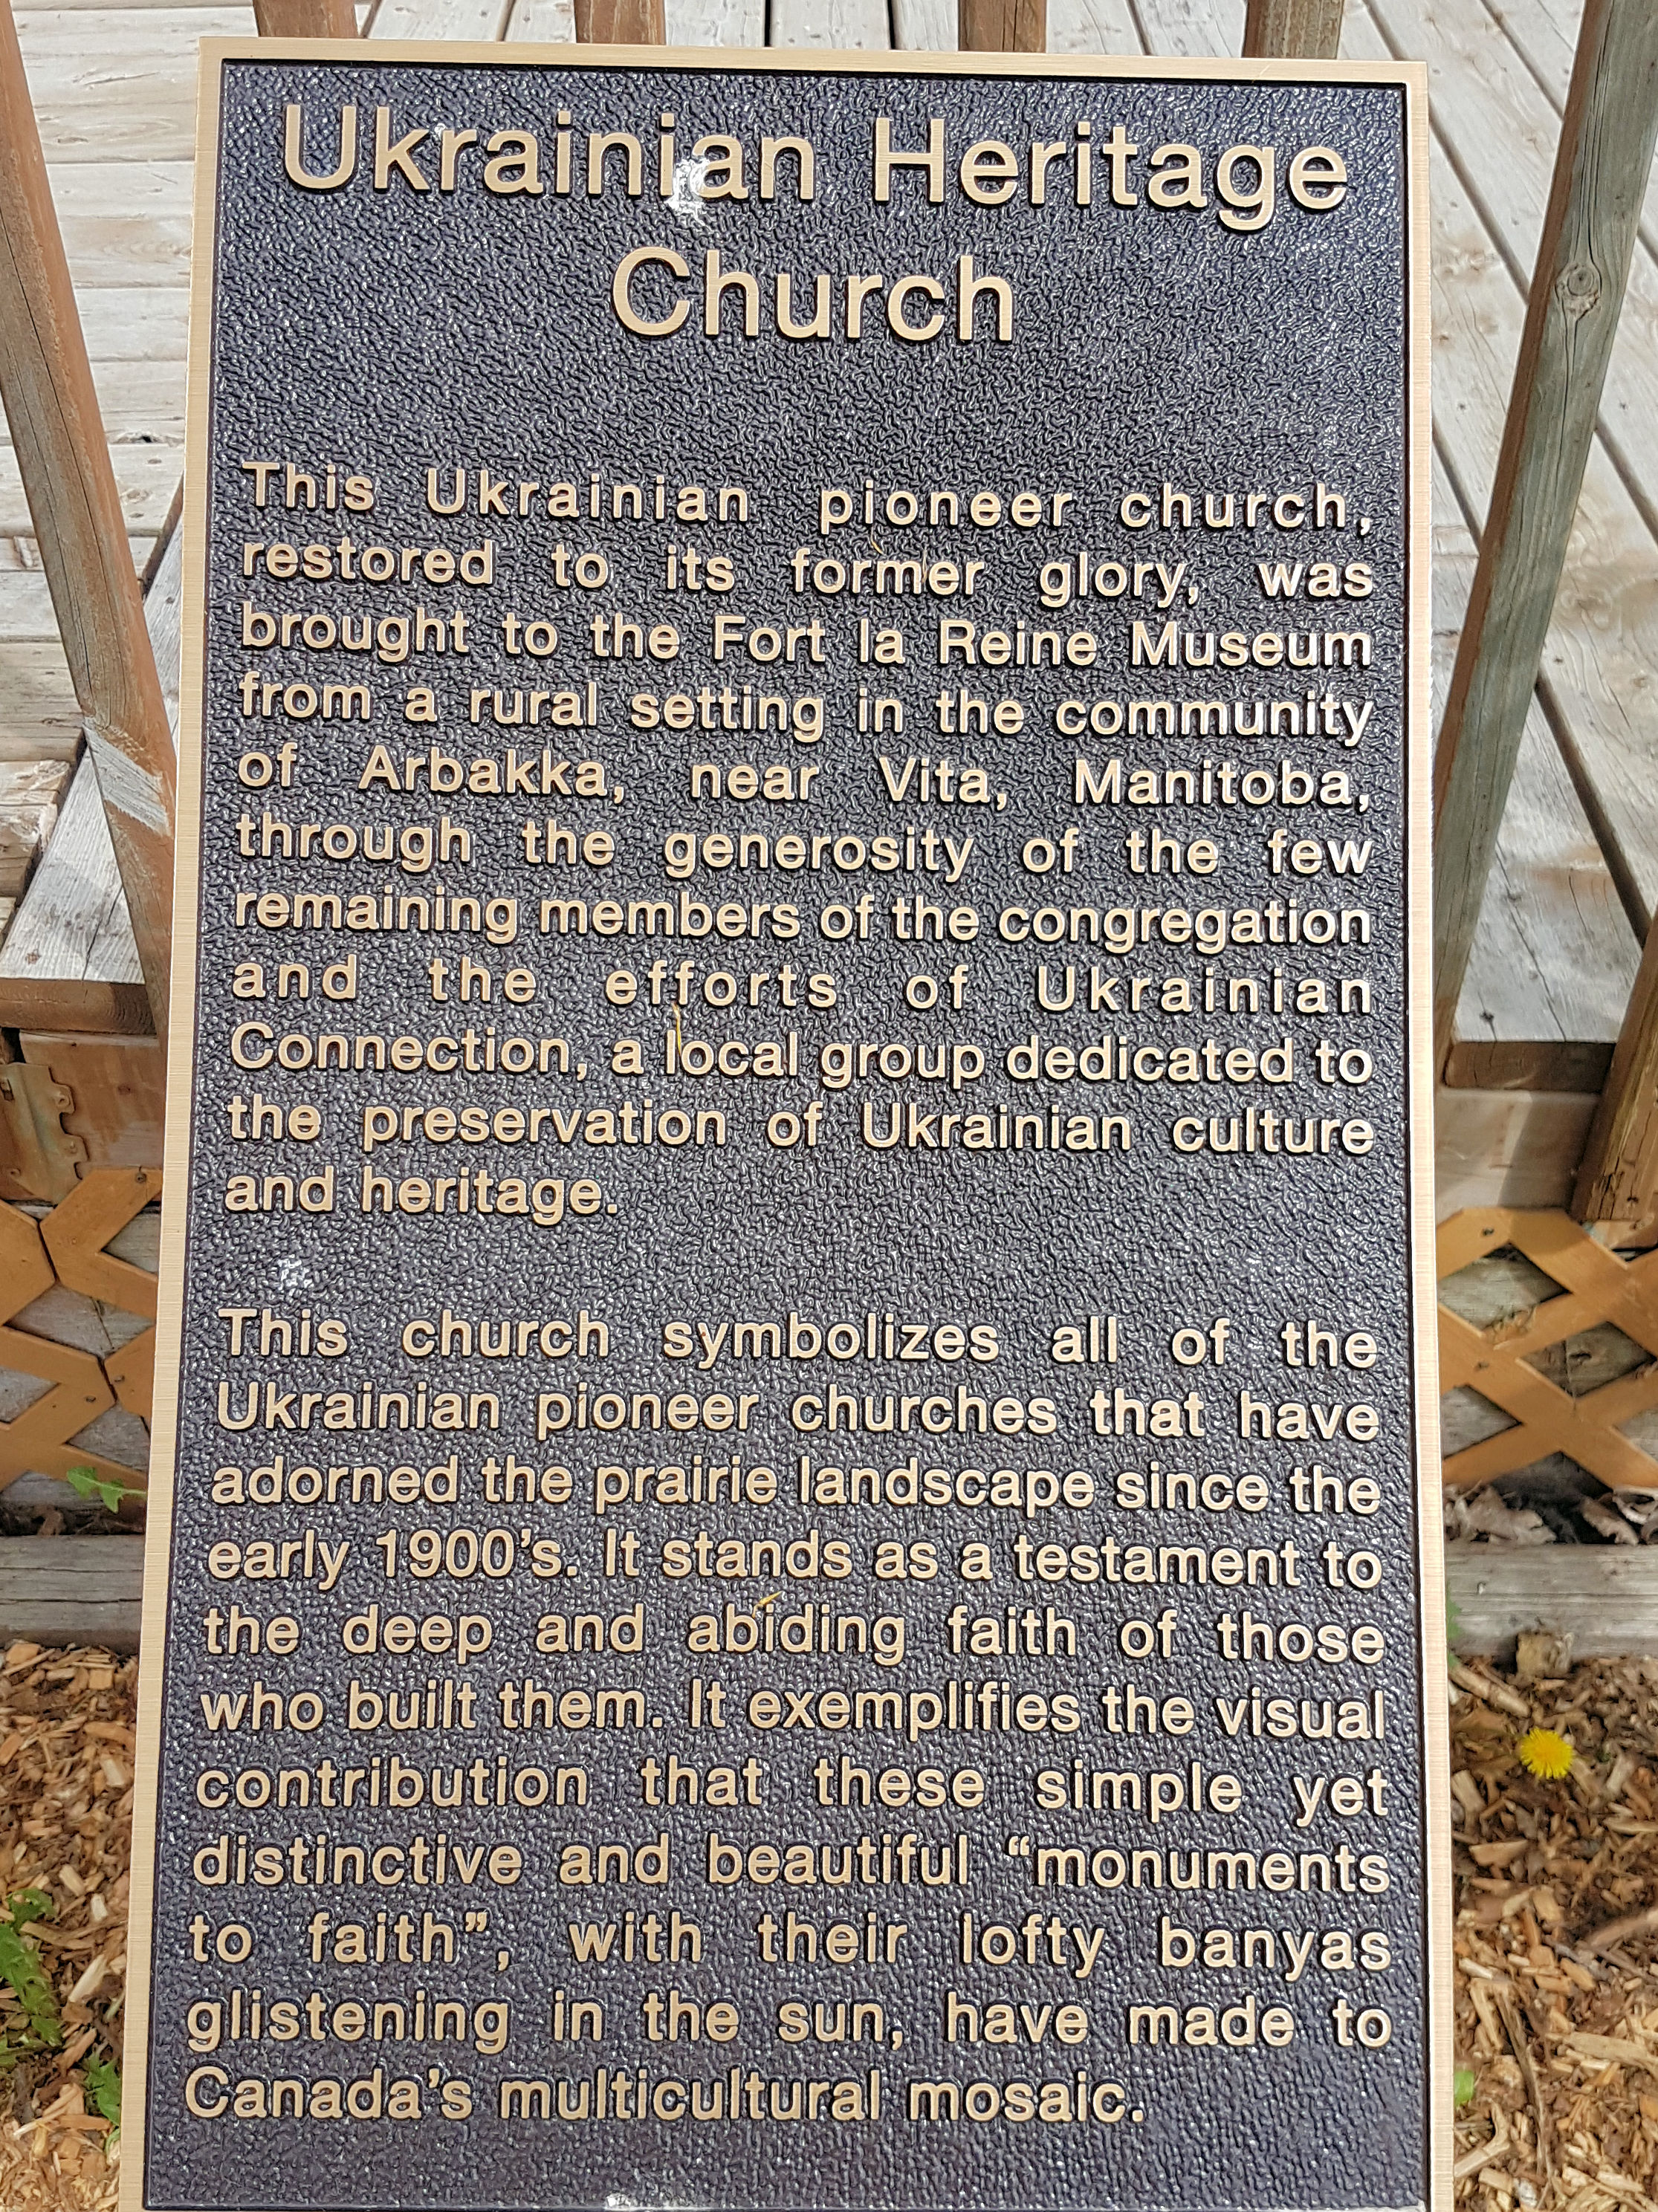 Ukrainian Heritage
Church
This Ukrainian pioneer church,
restored to its former glory, was
brought to the Fort la Reine Museum
from a rural setting in the community
of Arbakka, near Vita, Manitoba,
through the generosity of the few
remaining members of the congregation
and the efforts of Ukrainian
Connection, a local group dedicated to
the preservation of Ukrainian culture
and heritage.
This church symbolizes all of the
Ukrainian pioneer churches that have
adorned the prairie landscape since the
early 1900’s. It stands as a testament to
the deep and abiding faith of those
who built them. It exemplifies the visual
contribution that these simple yet
distinctive and beautiful “monuments
to faith”, with their lofty banyas
glistening in the sun, have made to
Canada’s multicultural mosaic.